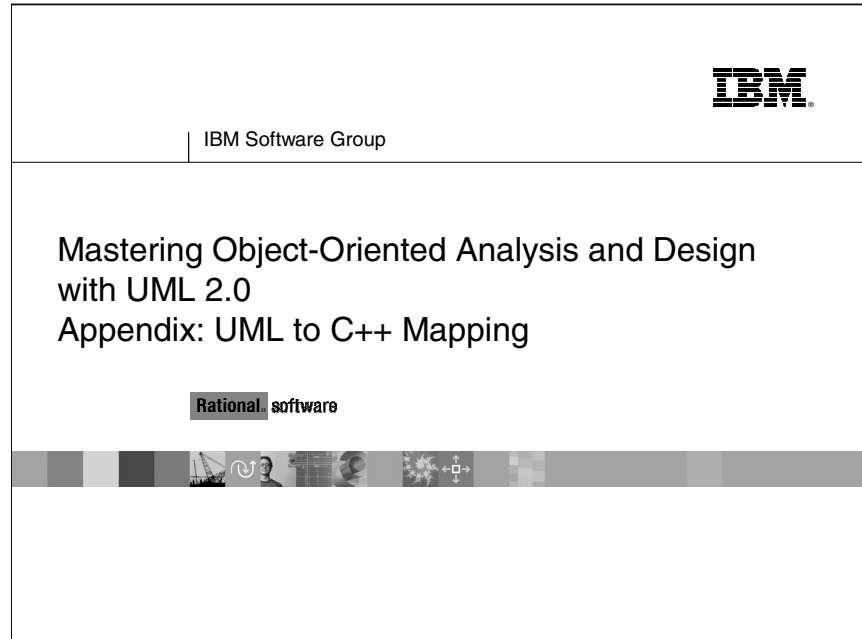 IBM
IBM Software Group
Mastering Object-Oriented Analysis and Design
with UML 2.0
Appendix: UML to C++ Mapping
Rational® software